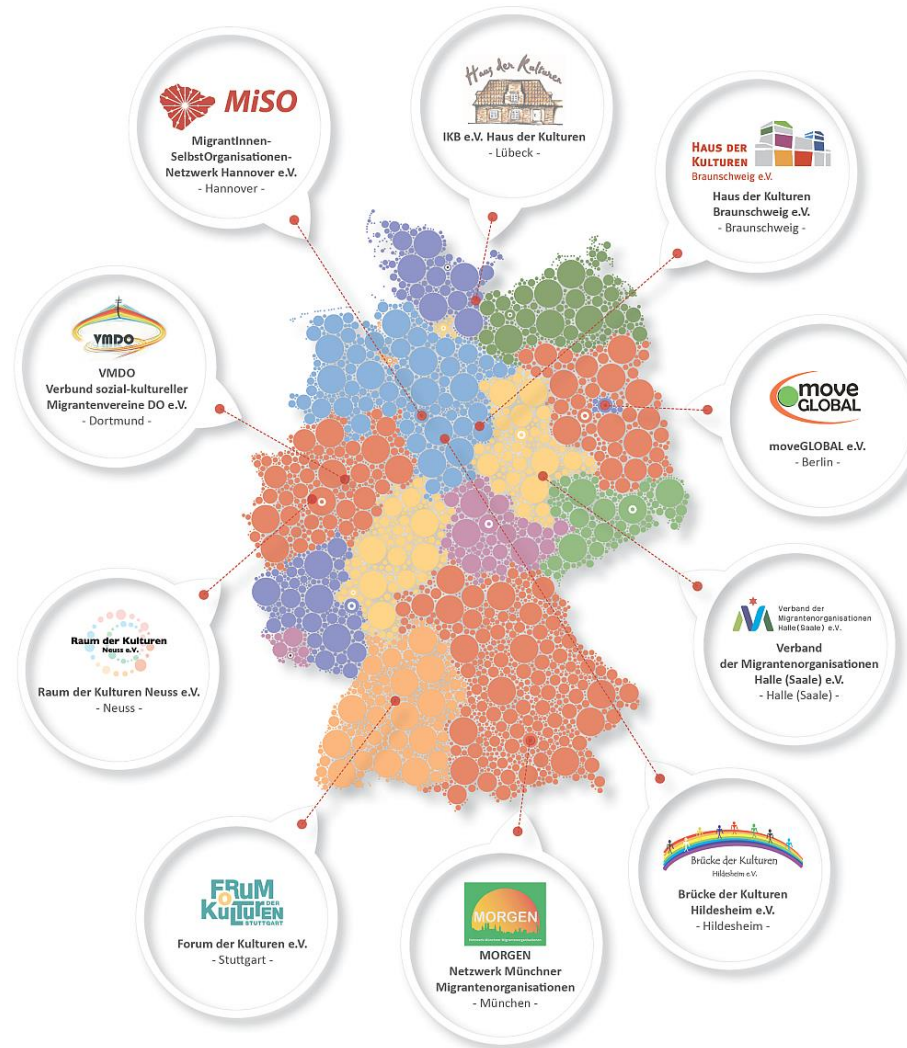 MiSO
MigrantInnen-
SelbstOrganisationen-
Netzwerk Hannover e.V.
- Hannover -
Haus der Kulturen
IKB e.V. Haus der Kulturen
- Lübeck -
HAUS DER
KULTUREN
Braunschweig e.V.
Haus der Kulturen
Braunschweig e.V.
- Braunschweig -
VMDO
VMDO
Verbund sozial-kultureller
Migrantenvereine DO e.V.
- Dortmund -
move
GLOBAL
moveGLOBAL e.V.
- Berlin -
Raum der Kulturen
Neuss e.V.
Raum der Kulturen Neuss e.V.
- Neuss -
Verband der
Migrantenorganisationen
Halle(Saale) e.V.
Verband
der Migrantenorganisationen
Halle (Saale) e.V.
- Halle (Saale) -
FORUM
DER
KULTUREN
STUTTGART
Forum der Kulturen e.V.
- Stuttgart -
MORGEN
Netzwerk Münchner Migrantenorganisationen
MORGEN
Netzwerk Münchner
Migrantenorganisationen
- München -
Brücke der Kulturen
Hildesheim e.V.
Brücke der Kulturen
Hildesheim e.V.
- Hildesheim -